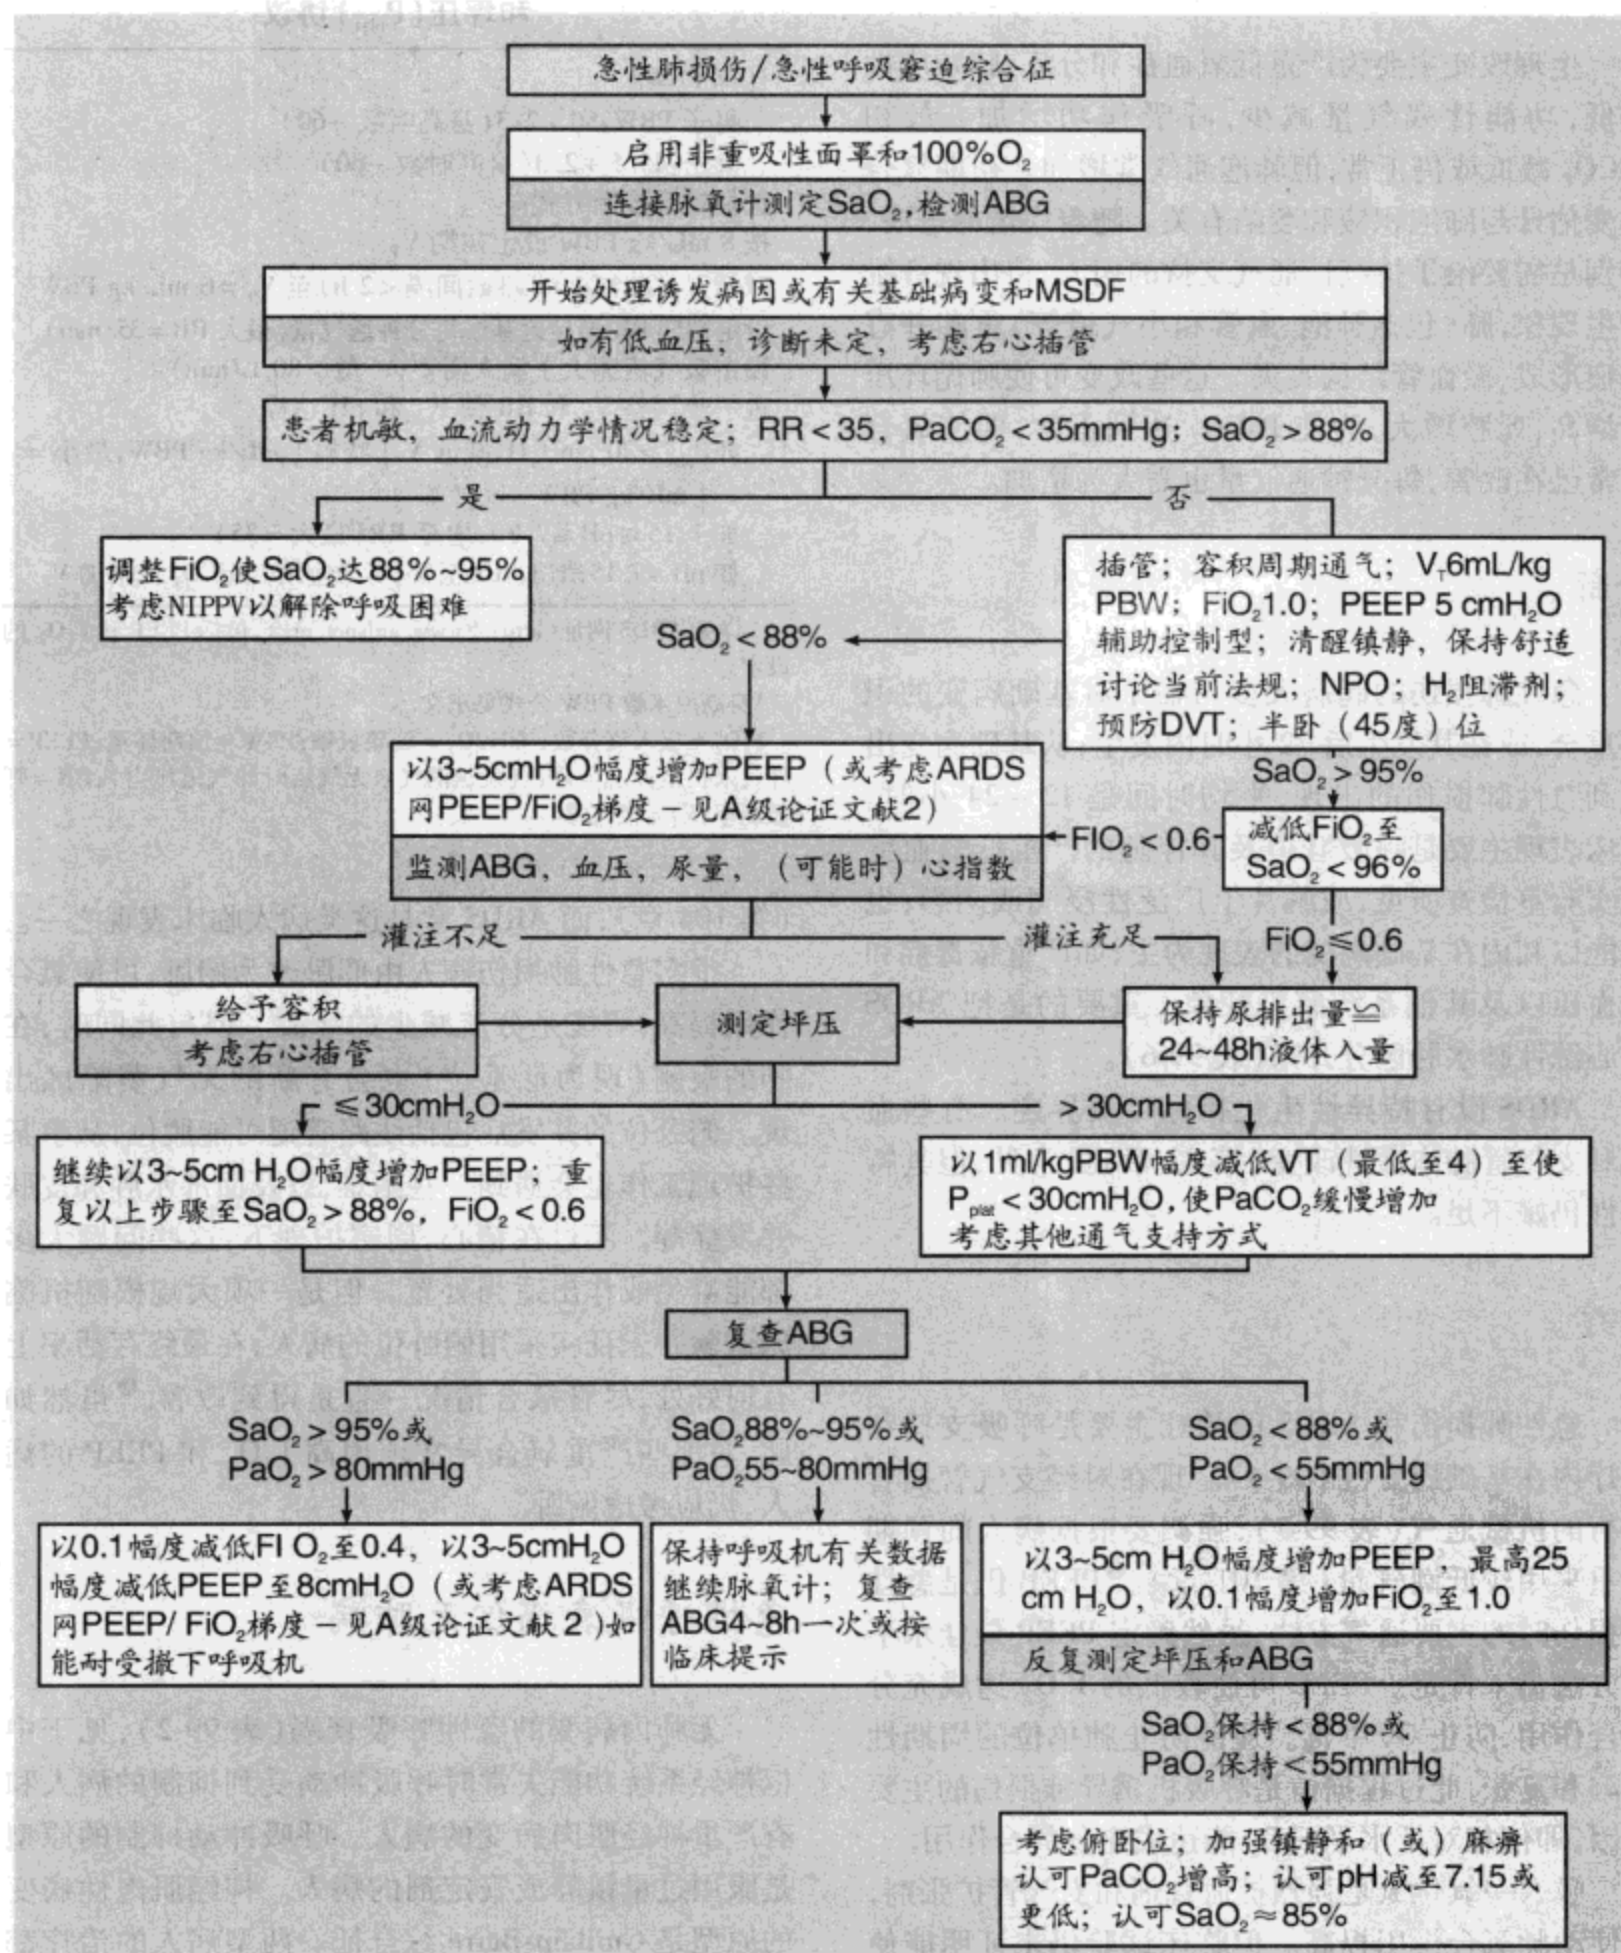 急性肺损伤/急性呼吸窘迫综合征
启用非重吸性面罩和100%O₂
连接脉氧计测定SaO₂,检测ABG
开始处理诱发病因或有关基础病变和MSDF
如有低血压，诊断未定，考虑右心插管
患者机敏，血流动力学情况稳定；RR<35，PaCO₂<35mmHg；SaO₂>88%
是
否
调整FiO₂使SaO₂达88%~95%
考虑NIPPV以解除呼吸困难
插管；容积周期通气；V_T6mL/kg
PBW；FiO₂1.0；PEEP 5 cmH₂O
辅助控制型；清醒镇静，保持舒适
讨论当前法规；NPO；H₂阻滞剂；
预防DVT；半卧（45度）位
SaO₂<88%
SaO₂>95%
以3~5cmH₂O幅度增加PEEP（或考虑ARDS
网PEEP/FiO₂梯度－见A级论证文献2）
监测ABG，血压，尿量，（可能时）心指数
FIO₂<0.6
减低FiO₂至
SaO₂<96%
灌注不足
灌注充足
FiO₂≤0.6
给予容积
考虑右心插管
测定坪压
保持尿排出量≌
24~48h液体入量
≤30cmH₂O
>30cmH₂O
继续以3~5cm H₂O幅度增加PEEP；重
复以上步骤至SaO₂>88%，FiO₂<0.6
以1ml/kgPBW幅度减低VT（最低至4）至使
P_plat<30cmH₂O,使PaCO₂缓慢增加
考虑其他通气支持方式
复查ABG
SaO₂>95%或
PaO₂>80mmHg
SaO₂88%~95%或
PaO₂55~80mmHg
SaO₂<88%或
PaO₂<55mmHg
以0.1幅度减低FI O₂至0.4，以3~5cmH₂O
幅度减低PEEP至8cmH₂O（或考虑ARDS
网PEEP/ FiO₂梯度－见A级论证文献2）如
能耐受撤下呼吸机
保持呼吸机有关数据
继续脉氧计；复查
ABG4~8h一次或按
临床提示
以3~5cm H₂O幅度增加PEEP，最高25
cm H₂O，以0.1幅度增加FiO₂至1.0
反复测定坪压和ABG
SaO₂保持<88%或
PaO₂保持<55mmHg
考虑俯卧位；加强镇静和（或）麻痹
认可PaCO₂增高；认可pH减至7.15或
更低；认可SaO₂≈85%